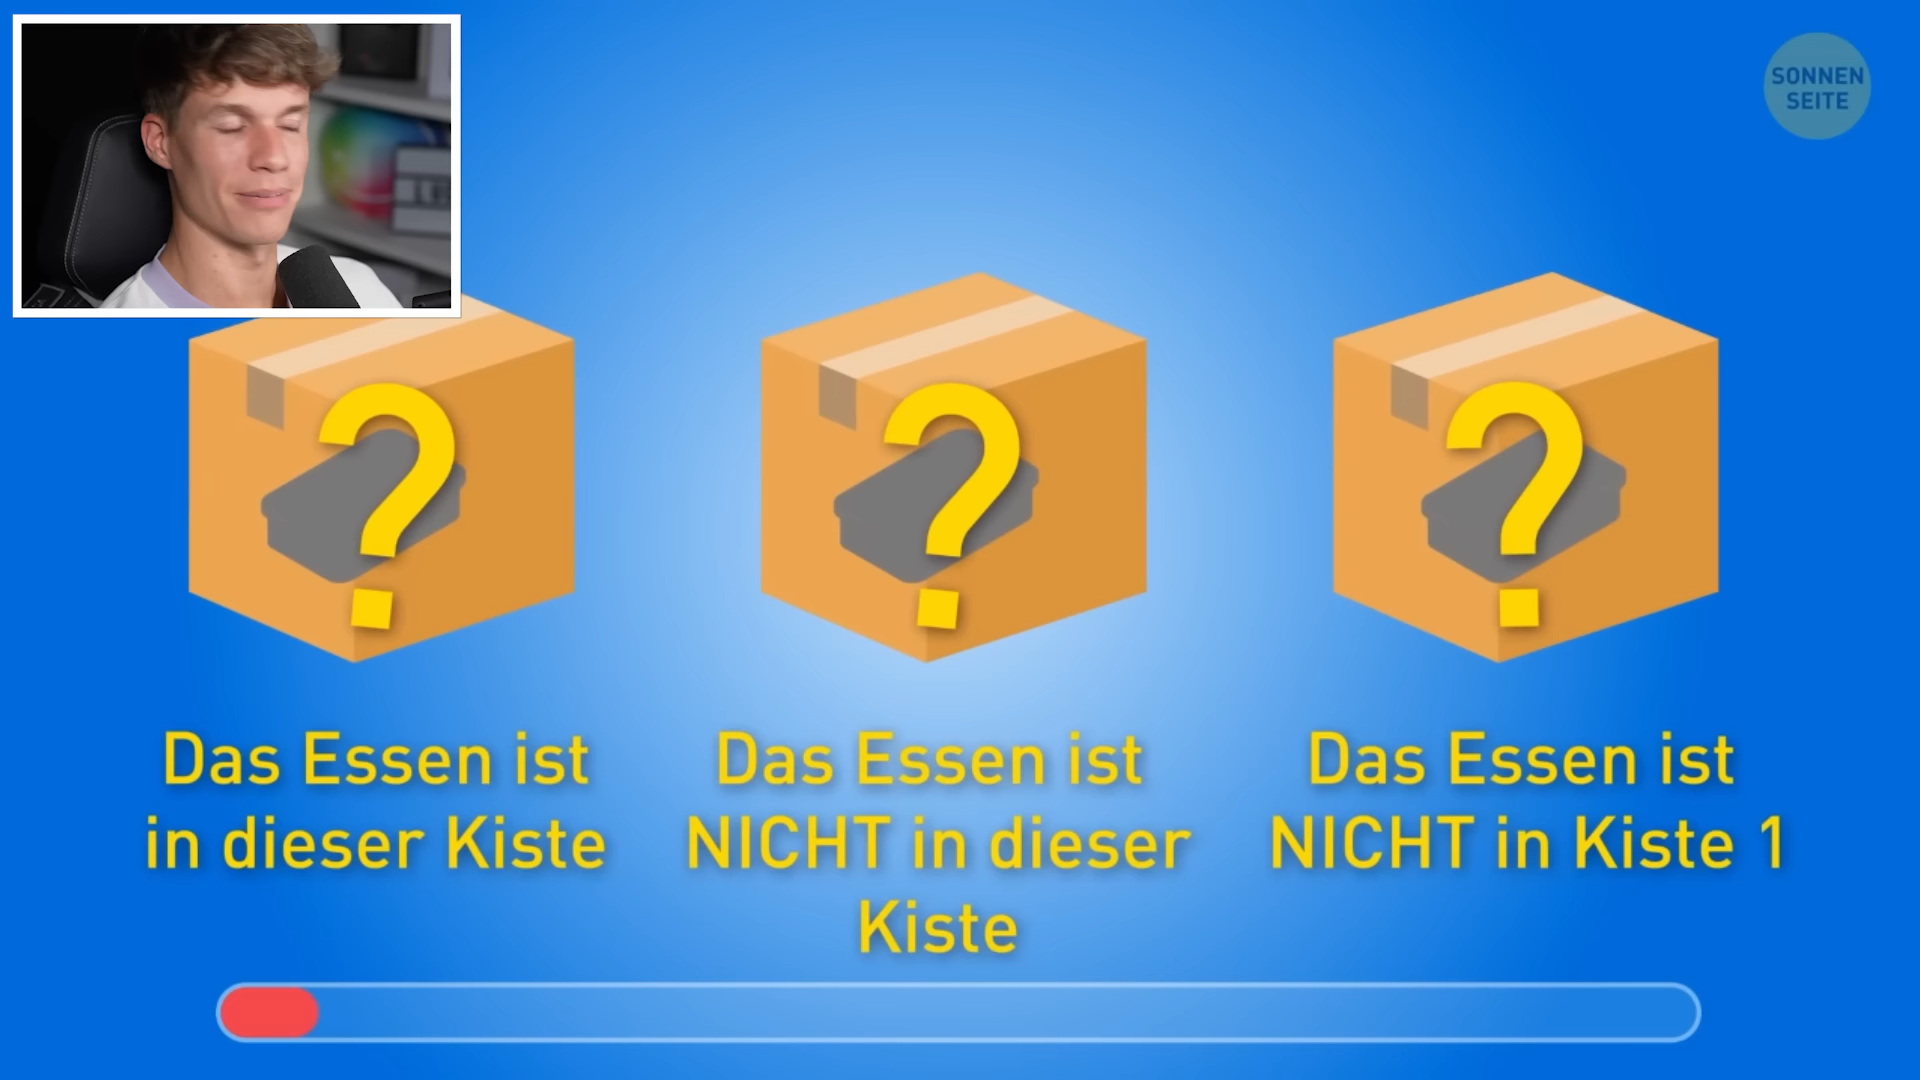 SONNEN
SEITE
Das Essen ist
in dieser Kiste
Das Essen ist
NICHT in dieser
Kiste
Das Essen ist
NICHT in Kiste 1